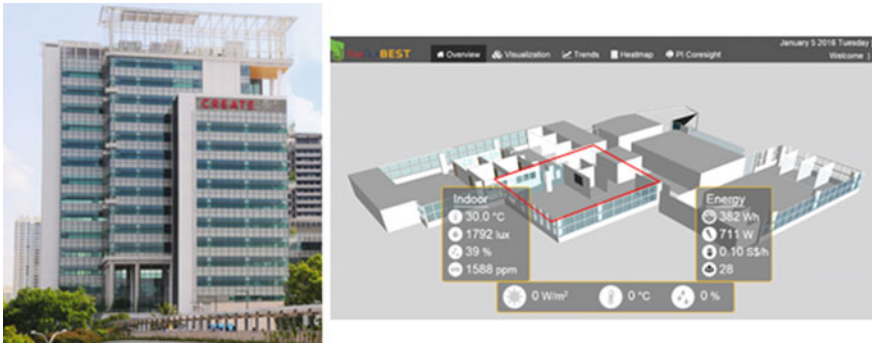 CREATE
BEST
Overview Visualization Trends Heatmap PI Coresight
January 5 2016 Tuesday
Welcome
Indoor
30.0 °C
1792 lux
39 %
1588 ppm
Energy
382 Wh
711 W
0.10 S$/h
28
0 W/m² 0 °C 0 %